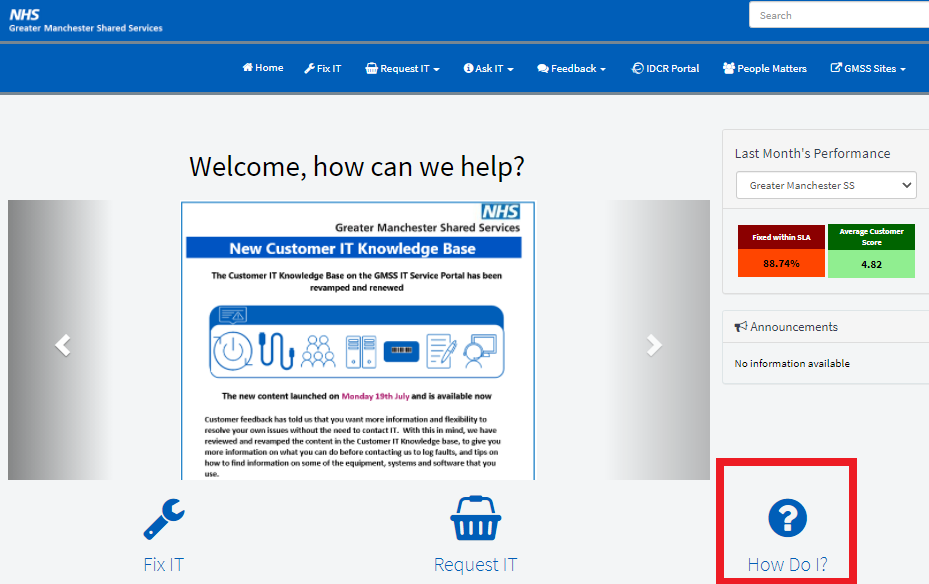 NHS
Greater Manchester Shared Services
Search
Home
Fix IT
Request IT
Ask IT
Feedback
IDCR Portal
People Matters
GMSS Sites
Welcome, how can we help?
NHS
Greater Manchester Shared Services
New Customer IT Knowledge Base
The Customer IT Knowledge Base on the GMSS IT Service Portal has been
revamped and renewed
The new content launched on Monday 19th July and is available now
Customer feedback has told us that you want more information and flexibility to
resolve your own issues without the need to contact IT. With this in mind, we have
reviewed and revamped the content in the Customer IT Knowledge base, to give you
more information on what you can do before contacting us to log faults, and tips on
how to find information on some of the equipment, systems and software that you
use.
Last Month's Performance
Greater Manchester SS
Fixed within SLA
88.74%
Average Customer
Score
4.82
Announcements
No information available
Fix IT
Request IT
?
How Do I?